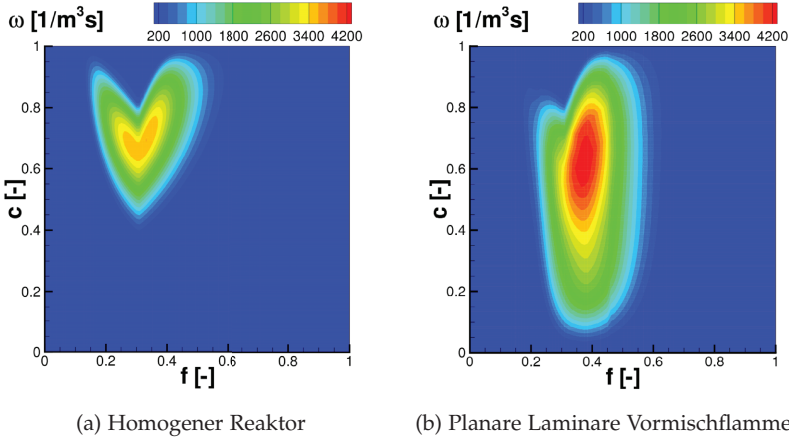 ω [1/m³s]
200 1000 1800 2600 3400 4200
1
0.8
0.6
c [-]
0.4
0.2
0
0 0.2 0.4 0.6 0.8 1
f [-]
(a) Homogener Reaktor
ω [1/m³s]
200 1000 1800 2600 3400 4200
1
0.8
0.6
c [-]
0.4
0.2
0
0 0.2 0.4 0.6 0.8 1
f [-]
(b) Planare Laminare Vormischflamme